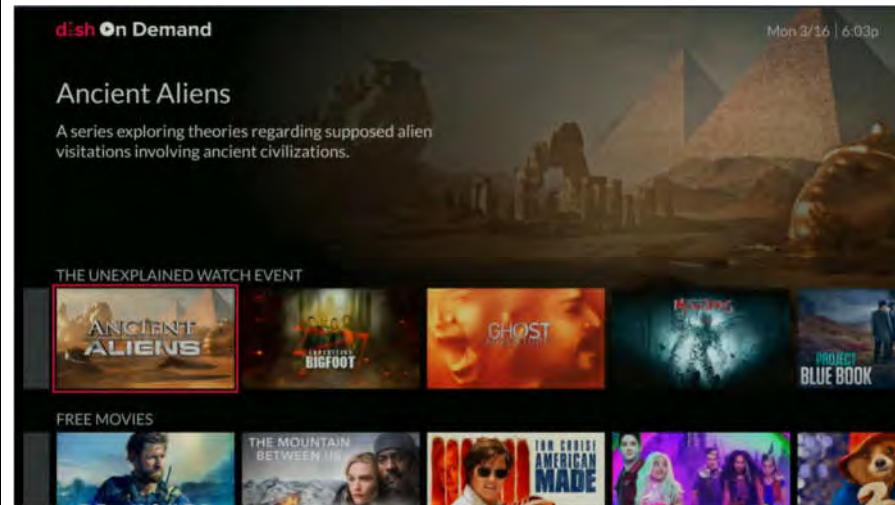 dish On Demand
Mon 3/16 | 6:03p
Ancient Aliens
A series exploring theories regarding supposed alien
visitations involving ancient civilizations.
THE UNEXPLAINED WATCH EVENT
ANCIENT
ALIENS
EXPEDITION
BIGFOOT
GHOST
PROJECT
BLUE BOOK
FREE MOVIES
THE MOUNTAIN
BETWEEN US
TOM CRUISE
AMERICAN
MADE
2